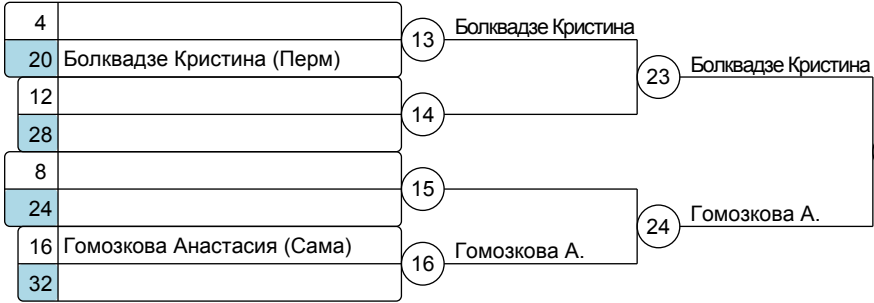 4
20 Болквадзе Кристина (Перм)
12
28
8
24
16 Гомозкова Анастасия (Сама)
32
13 Болквадзе Кристина
14
15
16 Гомозкова А.
23 Болквадзе Кристина
24 Гомозкова А.